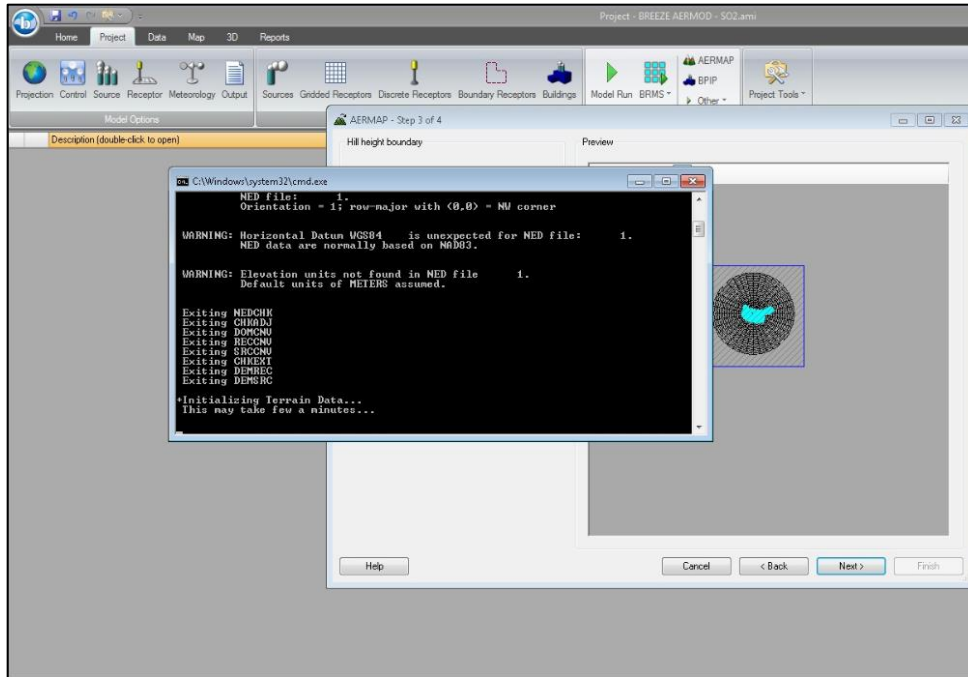 Project - BREEZE AERMOD - SO2.ami
Home Project Data Map 3D Reports
Projection Control Source Receptor Meteorology Output
Sources Gridded Receptors Discrete Receptors Boundary Receptors Buildings
Model Run BRMS
AERMAP
BPIP
Other
Project Tools
Model Options
Description (double-click to open)
AERMAP - Step 3 of 4
Hill height boundary
Preview
C:\Windows\system32\cmd.exe
NED file: 1.
Orientation = 1; row-major with (0,0) = NW corner
WARNING: Horizontal Datum WGS84 is unexpected for NED file: 1.
NED data are normally based on NAD83.
WARNING: Elevation units not found in NED file 1.
Default units of METERS assumed.
Exiting NEDCHK
Exiting CHKADJ
Exiting DOMCNV
Exiting RECCNV
Exiting SRCCNV
Exiting CHKEXT
Exiting DEMREC
Exiting DEMSRC
*Initializing Terrain Data...
This may take few a minutes...
Help Cancel < Back Next > Finish